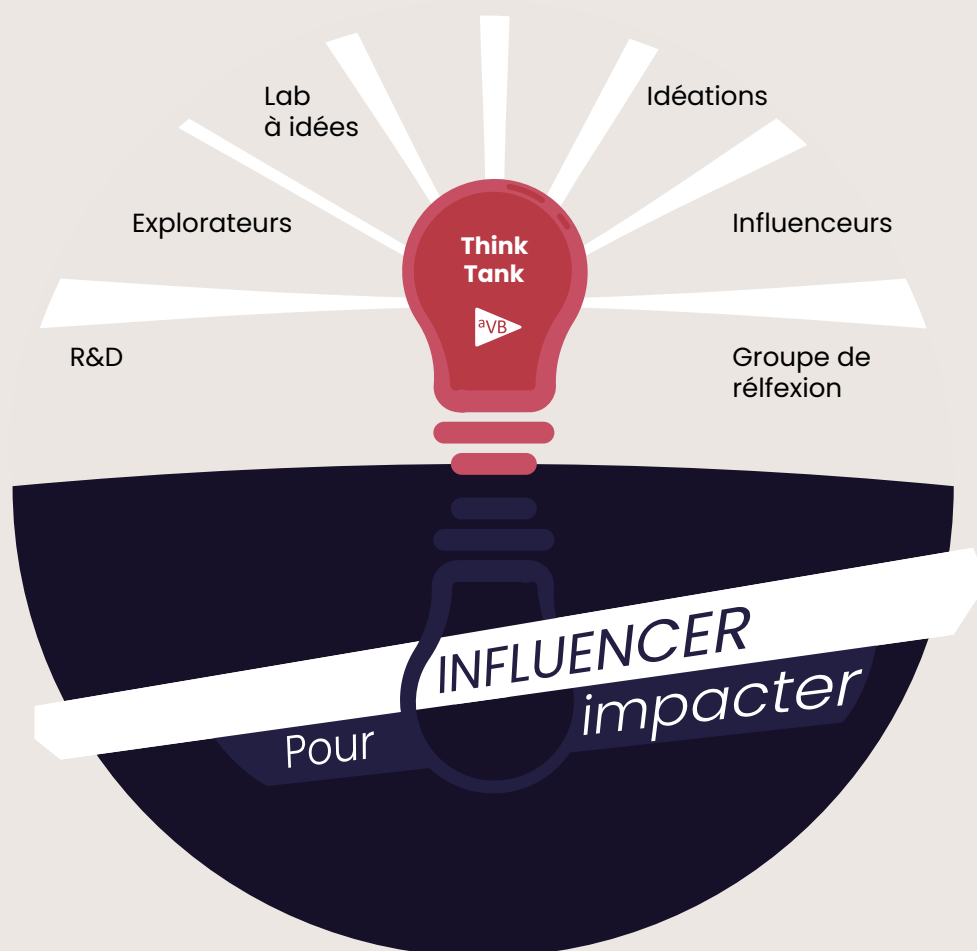 Lab
à idées
Idéations
Explorateurs
Influenceurs
Think
Tank
aVB
R&D
Groupe de
rélfexion
INFLUENCER
Pour
impacter